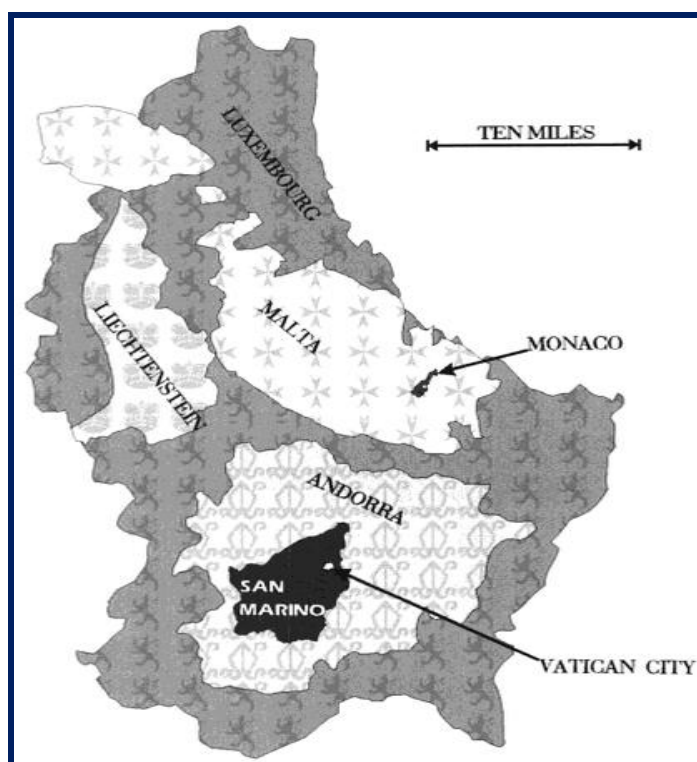 LUXEMBOURG
TEN MILES
MALTA
LIECHTENSTEIN
MONACO
ANDORRA
SAN
MARINO
VATICAN CITY